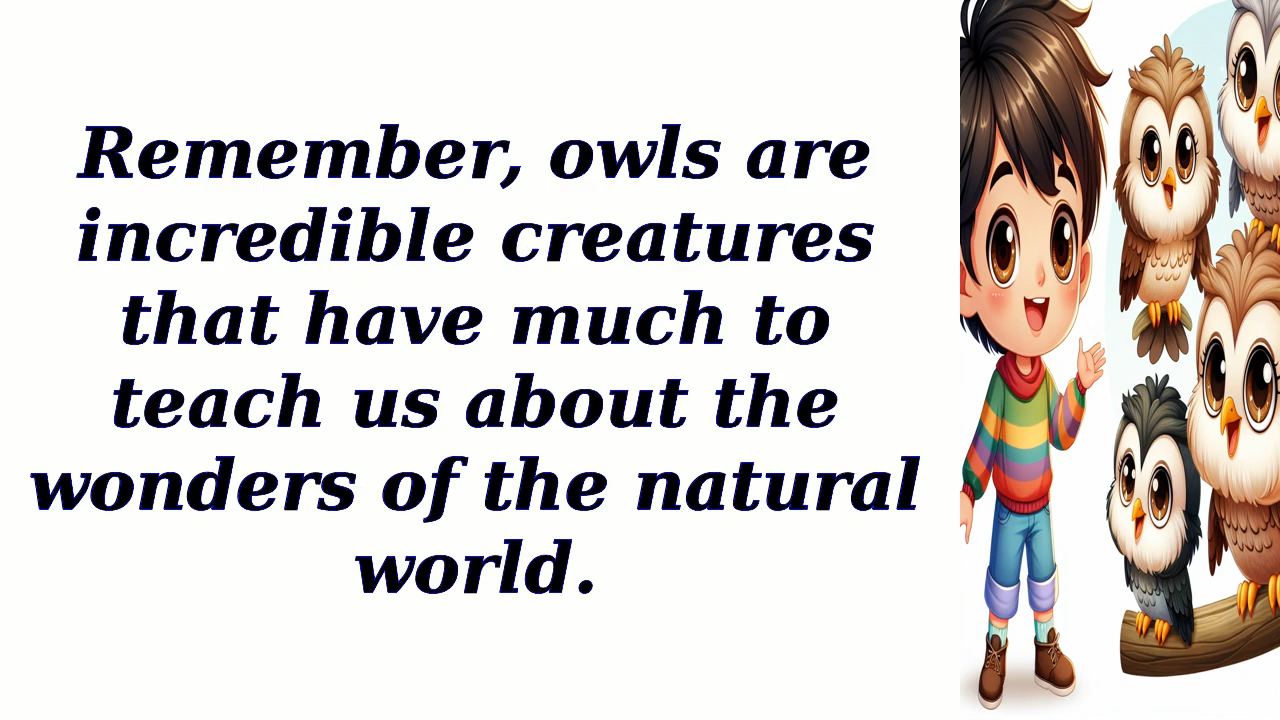 Remember, owls are
incredible creatures
that have much to
teach us about the
wonders of the natural
world.